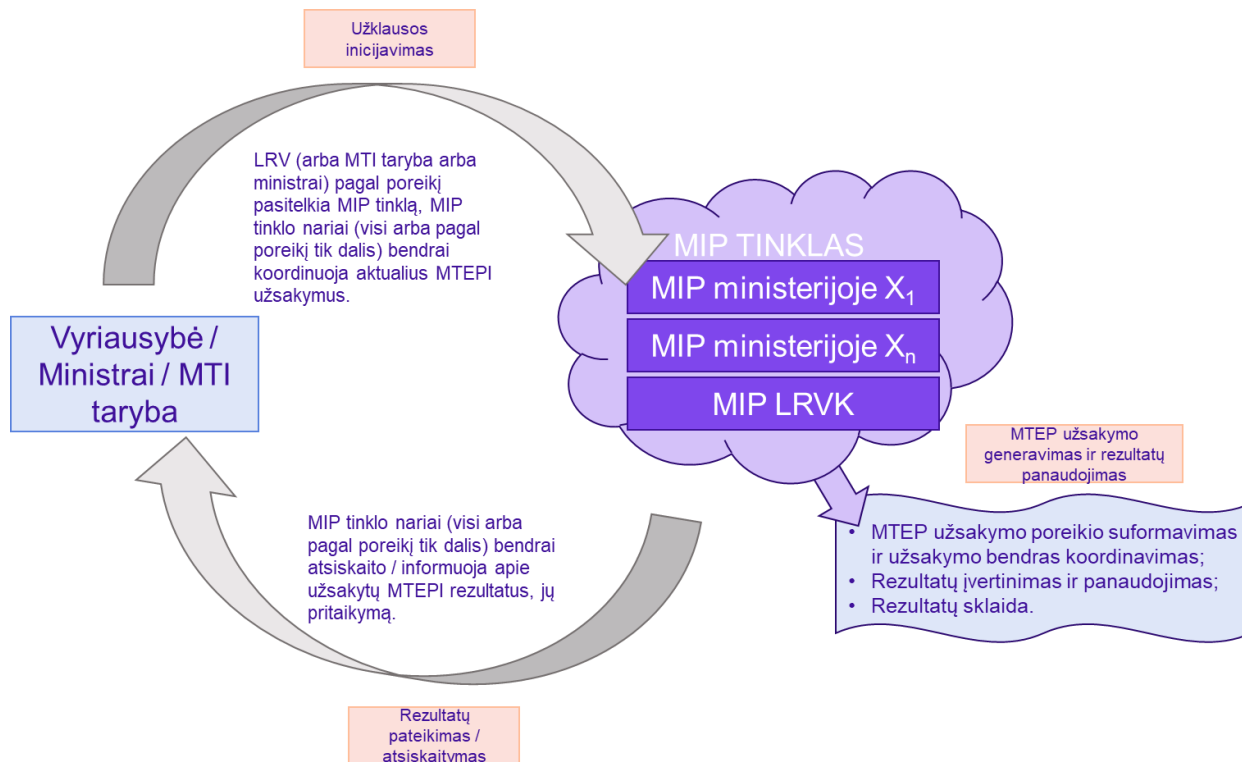 Užklausos
inicijavimas
LRV (arba MTI taryba arba
ministrai) pagal poreikį
pasitelkia MIP tinklą, MIP
tinklo nariai (visi arba pagal
poreikį tik dalis) bendrai
koordinuoja aktualius MTEPI
užsakymus.
MIP TINKLAS
MIP ministerijoje X₁
MIP ministerijoje Xₙ
MIP LRVK
Vyriausybė /
Ministrai / MTI
taryba
MTEP užsakymo
generavimas ir rezultatų
panaudojimas
• MTEP užsakymo poreikio suformavimas
ir užsakymo bendras koordinavimas;
• Rezultatų įvertinimas ir panaudojimas;
• Rezultatų sklaida.
MIP tinklo nariai (visi arba
pagal poreikį tik dalis) bendrai
atsiskaito / informuoja apie
užsakytų MTEPI rezultatus, jų
pritaikymą.
Rezultatų
pateikimas /
atsiskaitymas